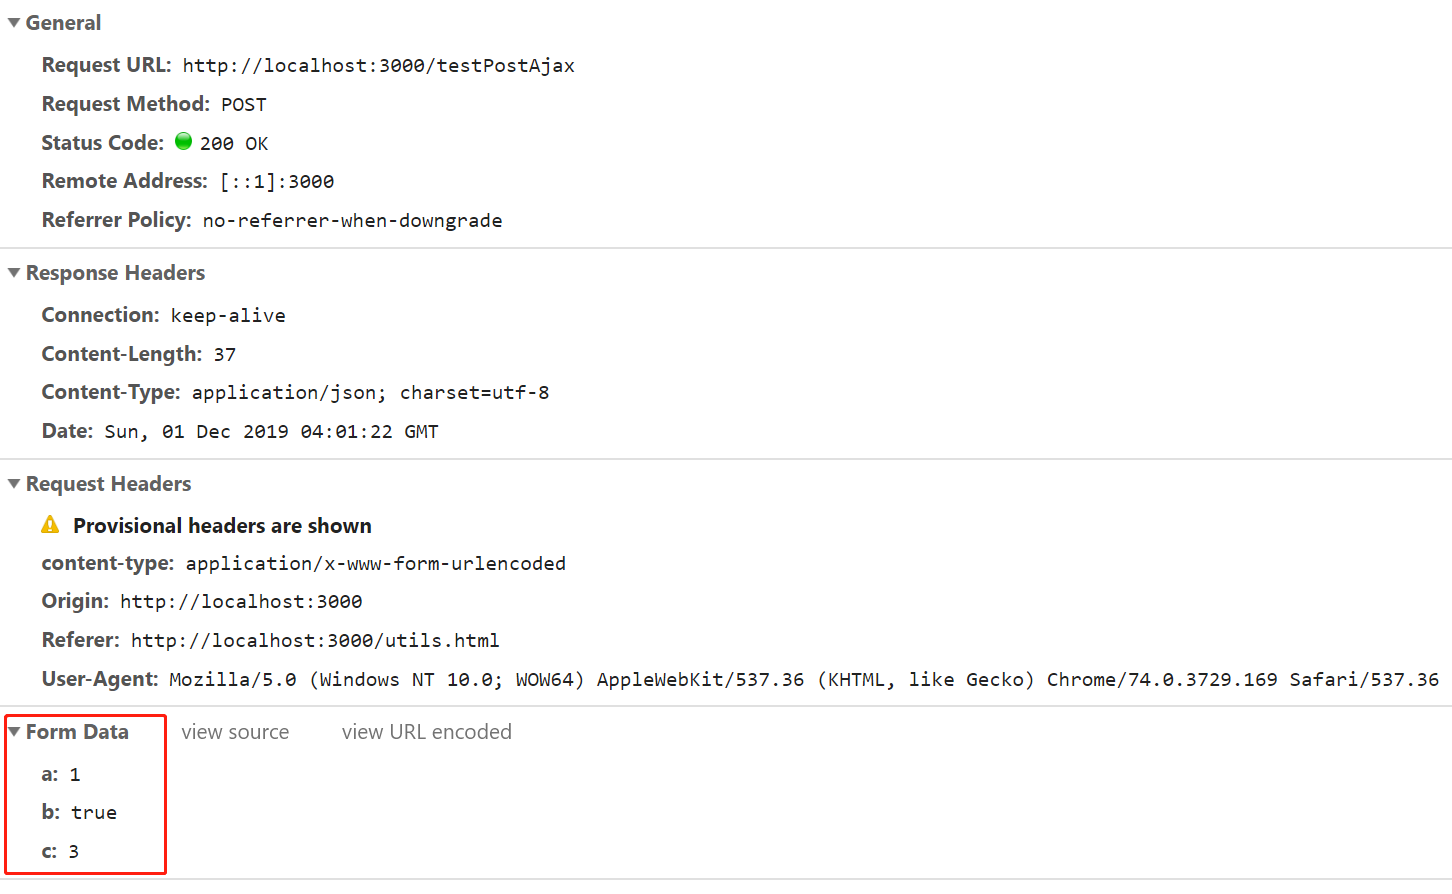 General
Request URL: http://localhost:3000/testPostAjax
Request Method: POST
Status Code: 200 OK
Remote Address: [::1]:3000
Referrer Policy: no-referrer-when-downgrade
Response Headers
Connection: keep-alive
Content-Length: 37
Content-Type: application/json; charset=utf-8
Date: Sun, 01 Dec 2019 04:01:22 GMT
Request Headers
Provisional headers are shown
content-type: application/x-www-form-urlencoded
Origin: http://localhost:3000
Referer: http://localhost:3000/utils.html
User-Agent: Mozilla/5.0 (Windows NT 10.0; WOW64) AppleWebKit/537.36 (KHTML, like Gecko) Chrome/74.0.3729.169 Safari/537.36
Form Data view source view URL encoded
a: 1
b: true
c: 3